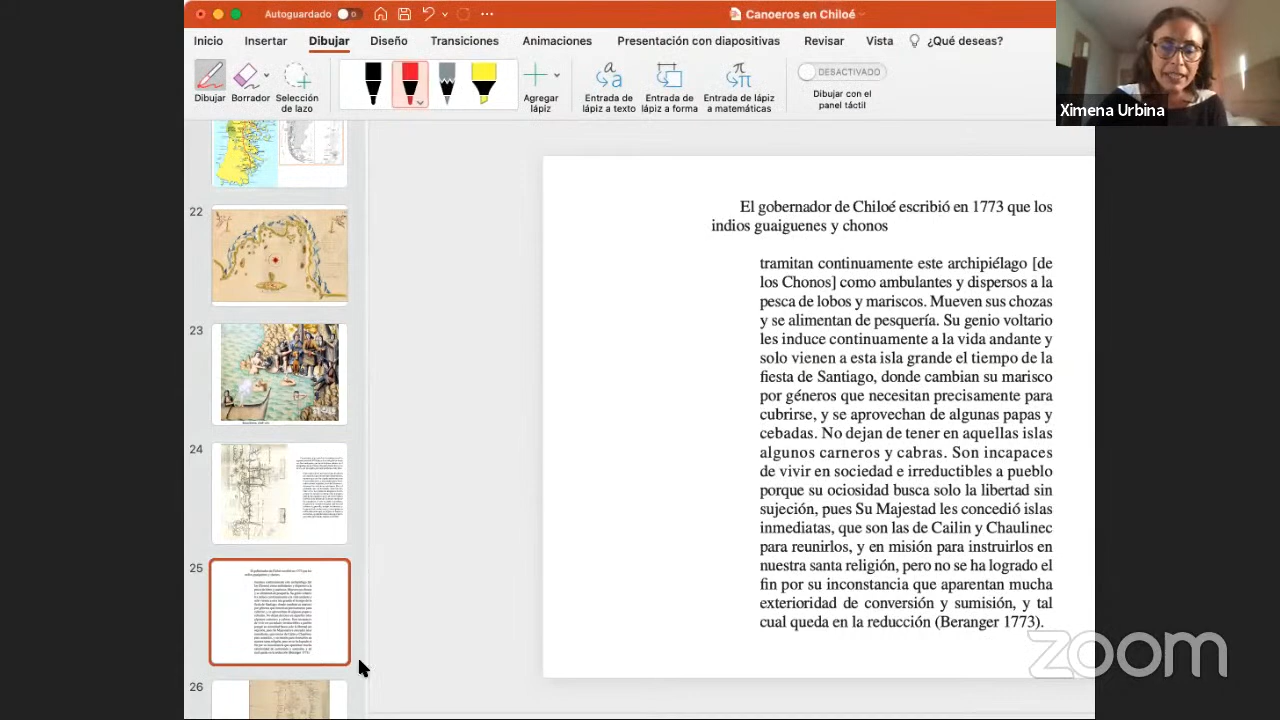 Autoguardado
Canoeros en Chiloé
Inicio Insertar Dibujar Diseño Transiciones Animaciones Presentación con diapositivas Revisar Vista ¿Qué deseas?
Dibujar
Borrador
Selección
de lazo
Agregar
lápiz
Entrada de
lápiz a texto
Entrada de
lápiz a forma
Entrada de lápiz
a matemáticas
DESACTIVADO
Dibujar con el
panel táctil
Ximena Urbina
22
23
24
25
26
El gobernador de Chiloé escribió en 1773 que los
indios guaiguenes y chonos
tramitan continuamente este archipiélago [de
los Chonos] como ambulantes y dispersos a la
pesca de lobos y mariscos. Mueven sus chozas
y se alimentan de pesquería. Su genio voltario
les induce continuamente a la vida andante y
solo vienen a esta isla grande el tiempo de la
fiesta de Santiago, donde cambian su marisco
por géneros que necesitan precisamente para
cubrirse, y se aprovechan de algunas papas y
cebadas. No dejan de tener en aquellas islas
algunos carneros y cabras. Son incapaces
de vivir en sociedad e irreductibles a pueblo
porque su ociosidad busca solo la libertad sin
sujeción, pues Su Majestad les concedió islas
inmediatas, que son las de Cailin y Chaulinec
para reunirlos, y en misión para instruirlos en
nuestra santa religión, pero no se ha logrado el
fin por su inconstancia que aparentan mucha
exterioridad de conversión y sumisión y tal
cual queda en la reducción (Beranger 1773).
zoom